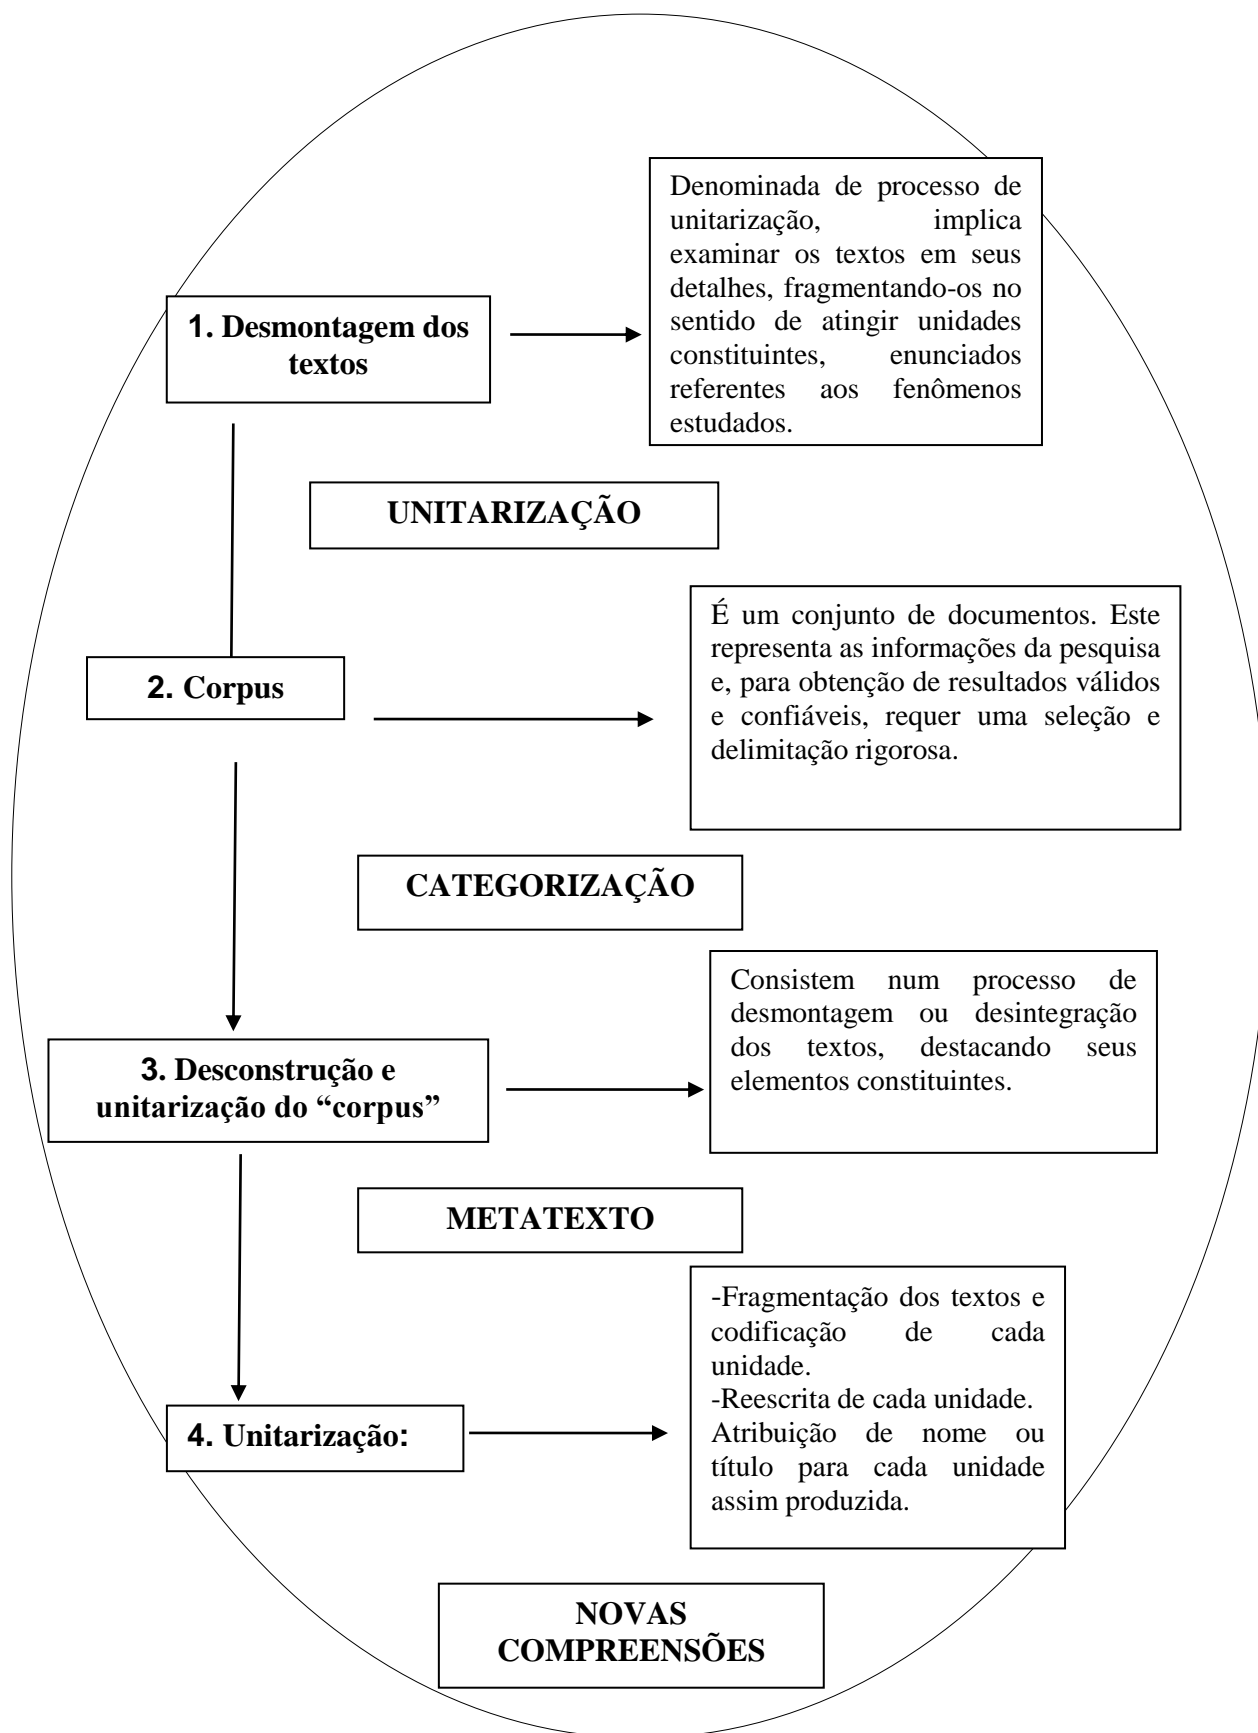 Denominada de processo de
unitarização, implica
examinar os textos em seus
detalhes, fragmentando-os no
sentido de atingir unidades
constituintes, enunciados
referentes aos fenômenos
estudados.
1. Desmontagem dos
textos
UNITARIZAÇÃO
É um conjunto de documentos. Este
representa as informações da pesquisa
e, para obtenção de resultados válidos
e confiáveis, requer uma seleção e
delimitação rigorosa.
2. Corpus
CATEGORIZAÇÃO
Consistem num processo de
desmontagem ou desintegração
dos textos, destacando seus
elementos constituintes.
3. Desconstrução e
unitarização do “corpus”
METATEXTO
-Fragmentação dos textos e
codificação de cada
unidade.
-Reescrita de cada unidade.
Atribuição de nome ou
título para cada unidade
assim produzida.
4. Unitarização:
NOVAS
COMPREENSÕES